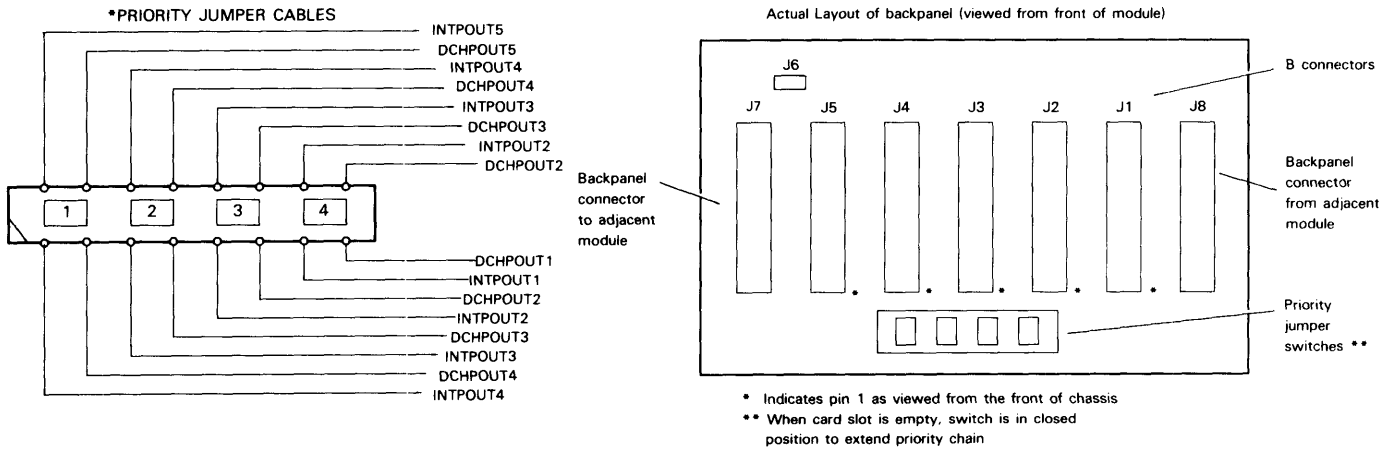 *PRIORITY JUMPER CABLES
INTPOUT5
DCHPOUT5
INTPOUT4
DCHPOUT4
INTPOUT3
DCHPOUT3
INTPOUT2
DCHPOUT2
1 2 3 4
DCHPOUT1
INTPOUT1
DCHPOUT2
INTPOUT2
DCHPOUT3
INTPOUT3
DCHPOUT4
INTPOUT4
Actual Layout of backpanel (viewed from front of module)
J6
B connectors
J7 J5 J4 J3 J2 J1 J8
Backpanel
connector
to adjacent
module
Backpanel
connector
from adjacent
module
* * * * *
Priority
jumper
switches **
* Indicates pin 1 as viewed from the front of chassis
** When card slot is empty, switch is in closed
position to extend priority chain